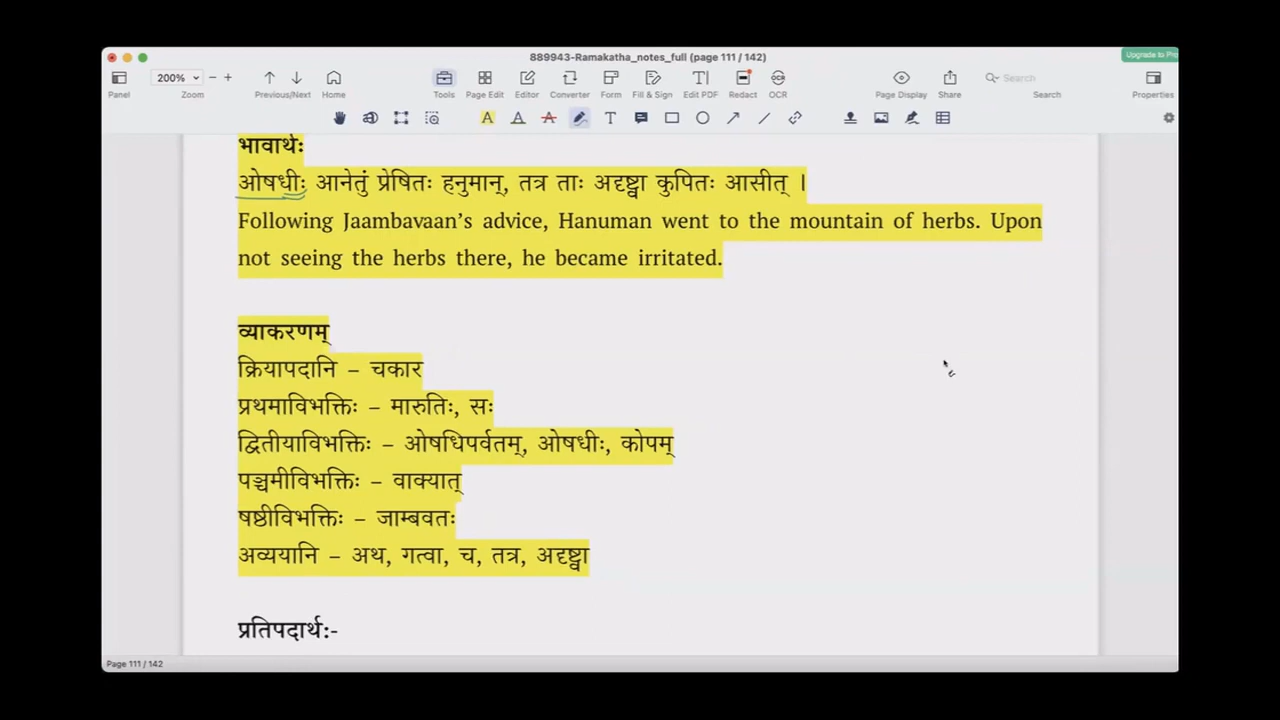 889943-Ramakatha_notes_full (page 111 / 142)
Upgrade to Pro
200%
Search
Panel Zoom Previous/Next Home Tools Page Edit Editor Converter Form Fill & Sign Edit PDF Redact OCR Page Display Share Search Properties
भावार्थः
ओषधीः आनेतुं प्रेषितः हनुमान्, तत्र ताः अदृष्ट्वा कुपितः आसीत् ।
Following Jaambavaan's advice, Hanuman went to the mountain of herbs. Upon
not seeing the herbs there, he became irritated.
व्याकरणम्
क्रियापदानि – चकार
प्रथमाविभक्तिः – मारुतिः, सः
द्वितीयाविभक्तिः – ओषधिपर्वतम्, ओषधीः, कोपम्
पञ्चमीविभक्तिः – वाक्यात्
षष्ठीविभक्तिः – जाम्बवतः
अव्ययानि – अथ, गत्वा, च, तत्र, अदृष्ट्वा
प्रतिपदार्थः-
Page 111 / 142